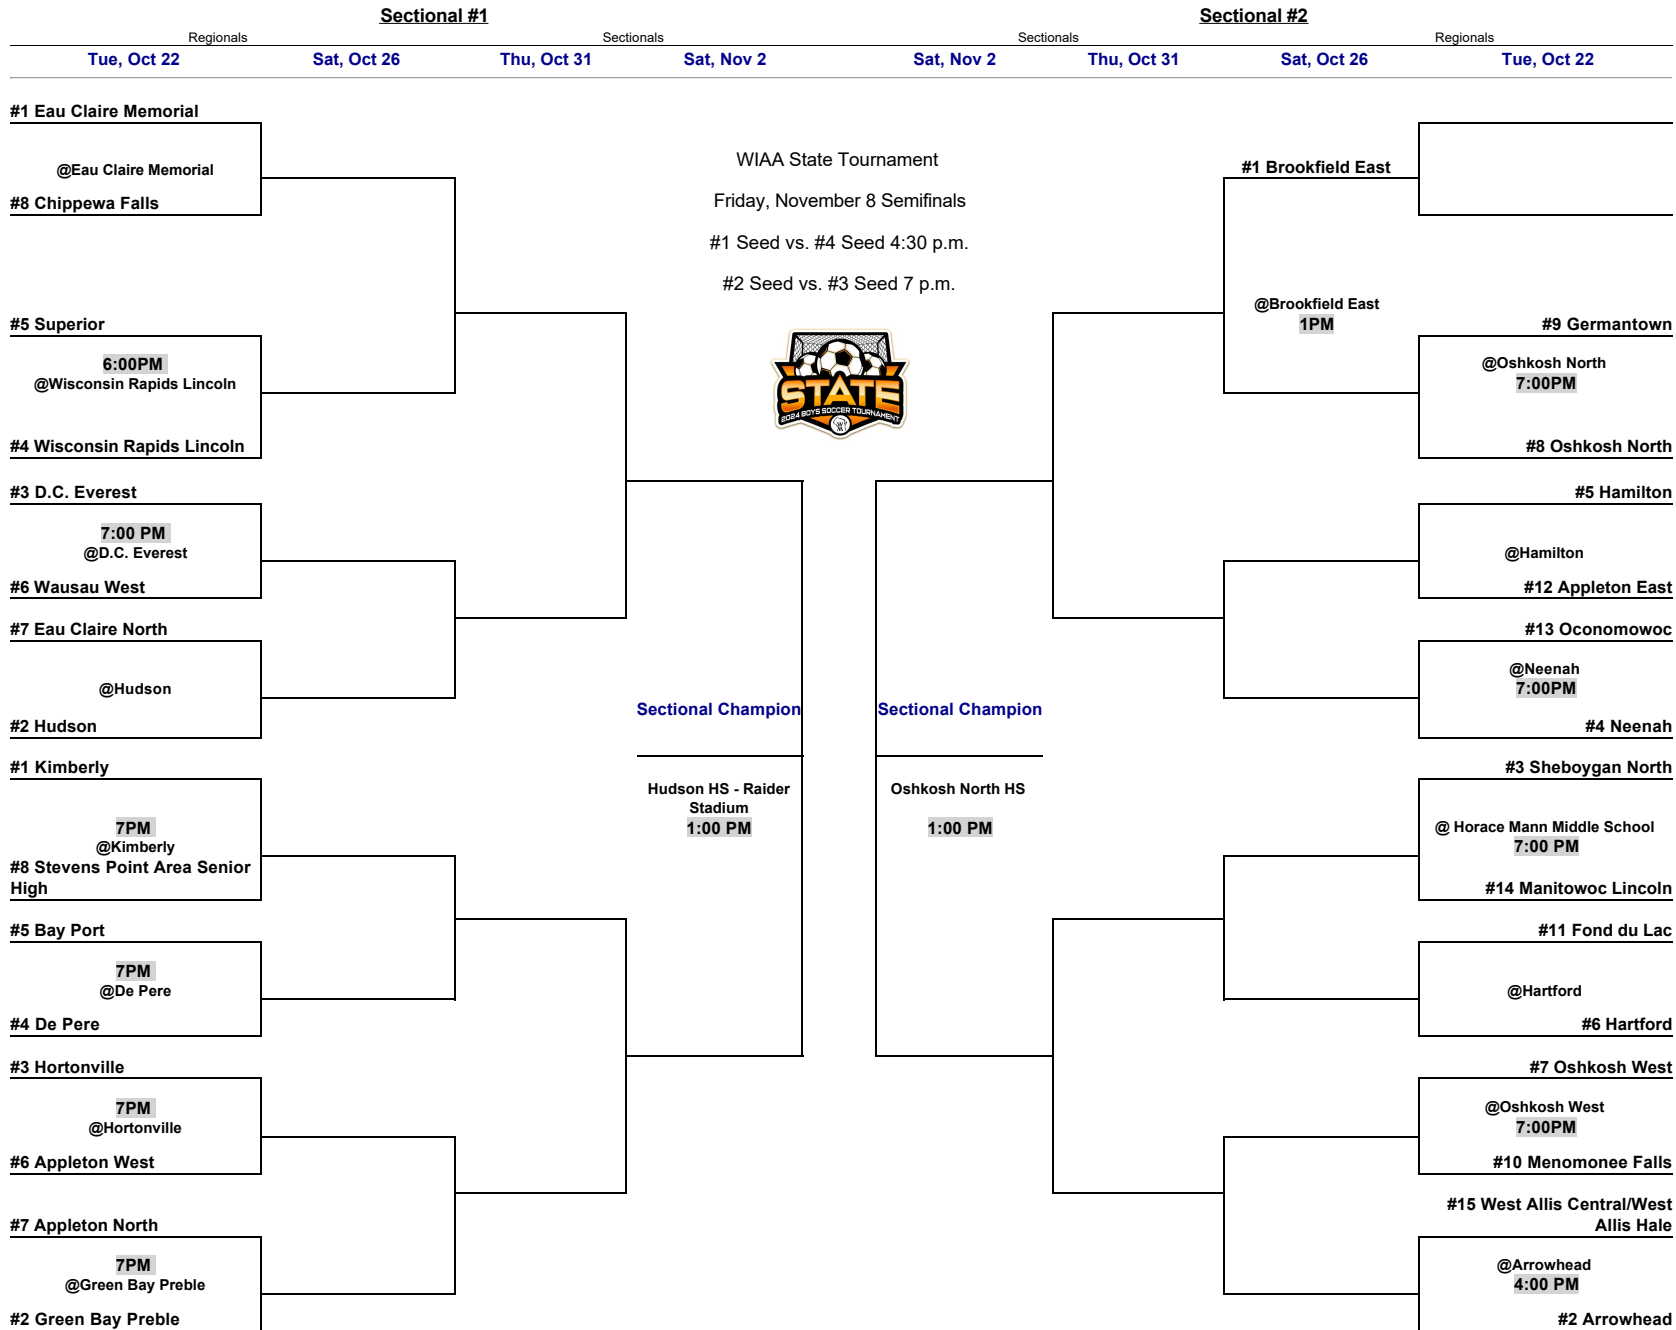 Sectional #1
Sectional #2
Regionals
Sectionals
Sectionals
Regionals
Tue, Oct 22
Sat, Oct 26
Thu, Oct 31
Sat, Nov 2
Sat, Nov 2
Thu, Oct 31
Sat, Oct 26
Tue, Oct 22
#1 Eau Claire Memorial
@Eau Claire Memorial
#8 Chippewa Falls
#5 Superior
6:00PM
@Wisconsin Rapids Lincoln
#4 Wisconsin Rapids Lincoln
#3 D.C. Everest
7:00 PM
@D.C. Everest
#6 Wausau West
#7 Eau Claire North
@Hudson
#2 Hudson
#1 Kimberly
7PM
@Kimberly
#8 Stevens Point Area Senior
High
#5 Bay Port
7PM
@De Pere
#4 De Pere
#3 Hortonville
7PM
@Hortonville
#6 Appleton West
#7 Appleton North
7PM
@Green Bay Preble
#2 Green Bay Preble
WIAA State Tournament
Friday, November 8 Semifinals
#1 Seed vs. #4 Seed 4:30 p.m.
#2 Seed vs. #3 Seed 7 p.m.
STATE
2024 BOYS SOCCER TOURNAMENT
Sectional Champion
Hudson HS - Raider
Stadium
1:00 PM
Sectional Champion
Oshkosh North HS
1:00 PM
#1 Brookfield East
@Brookfield East
1PM
#9 Germantown
@Oshkosh North
7:00PM
#8 Oshkosh North
#5 Hamilton
@Hamilton
#12 Appleton East
#13 Oconomowoc
@Neenah
7:00PM
#4 Neenah
#3 Sheboygan North
@ Horace Mann Middle School
7:00 PM
#14 Manitowoc Lincoln
#11 Fond du Lac
@Hartford
#6 Hartford
#7 Oshkosh West
@Oshkosh West
7:00PM
#10 Menomonee Falls
#15 West Allis Central/West
Allis Hale
@Arrowhead
4:00 PM
#2 Arrowhead